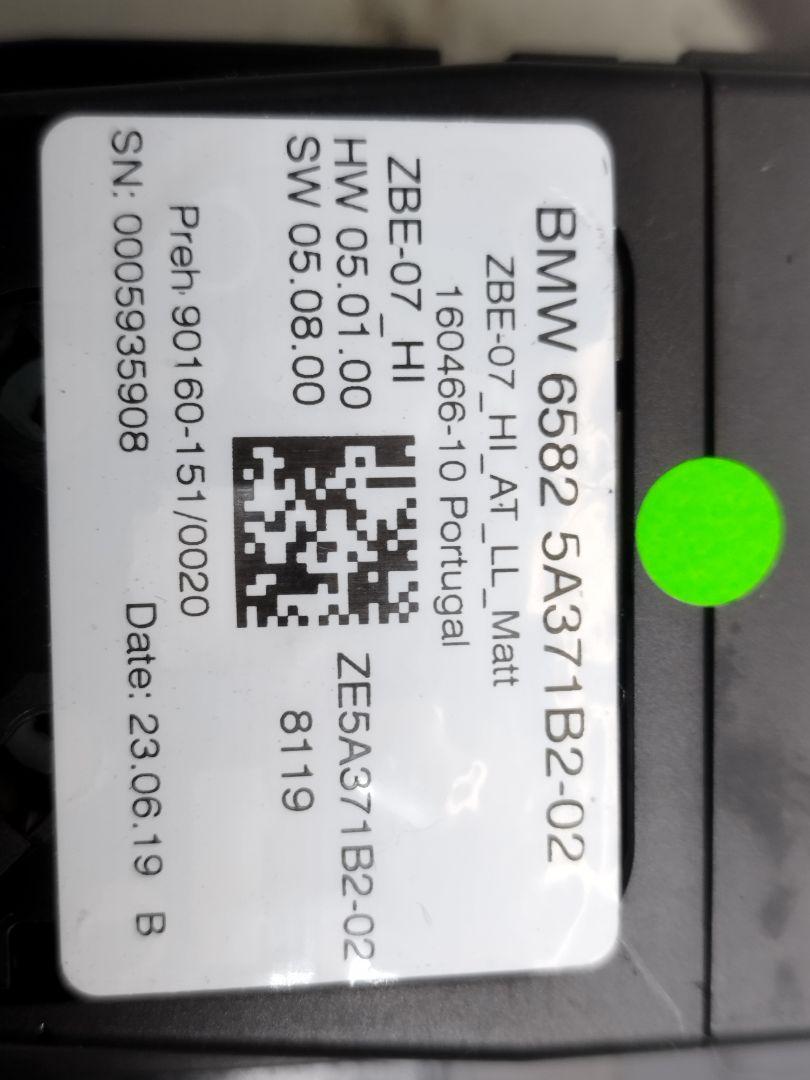 BMW 6582 5A371B2-02
ZBE-07_HI_AT_LL_Matt
160466-10 Portugal
ZBE-07_HI
HW 05.01.00
SW 05.08.00
ZE5A371B2-02
8119
Preh 90160-151/0020
SN: 0005935908 Date: 23.06.19 B